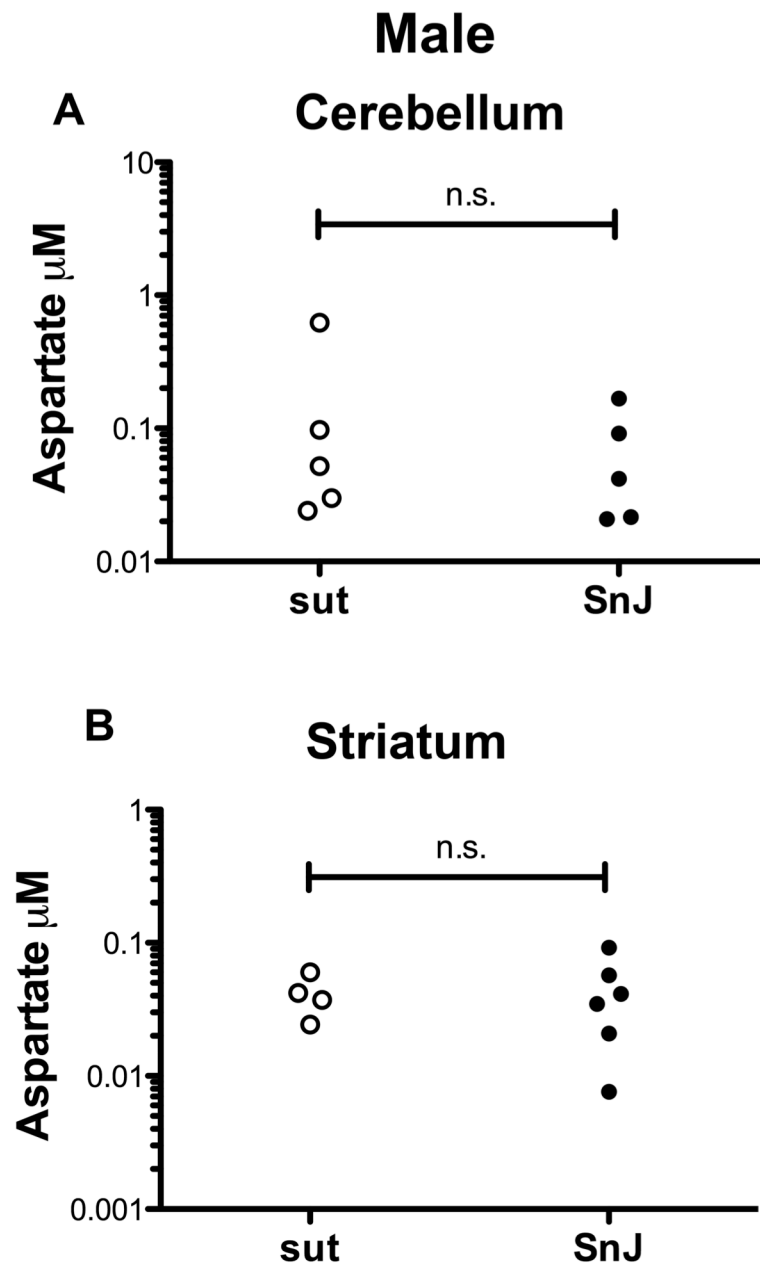 Male
A
Cerebellum
10
n.s.
1
Aspartate μM
0.1
0.01
sut
SnJ
B
Striatum
1
n.s.
0.1
Aspartate μM
0.01
0.001
sut
SnJ